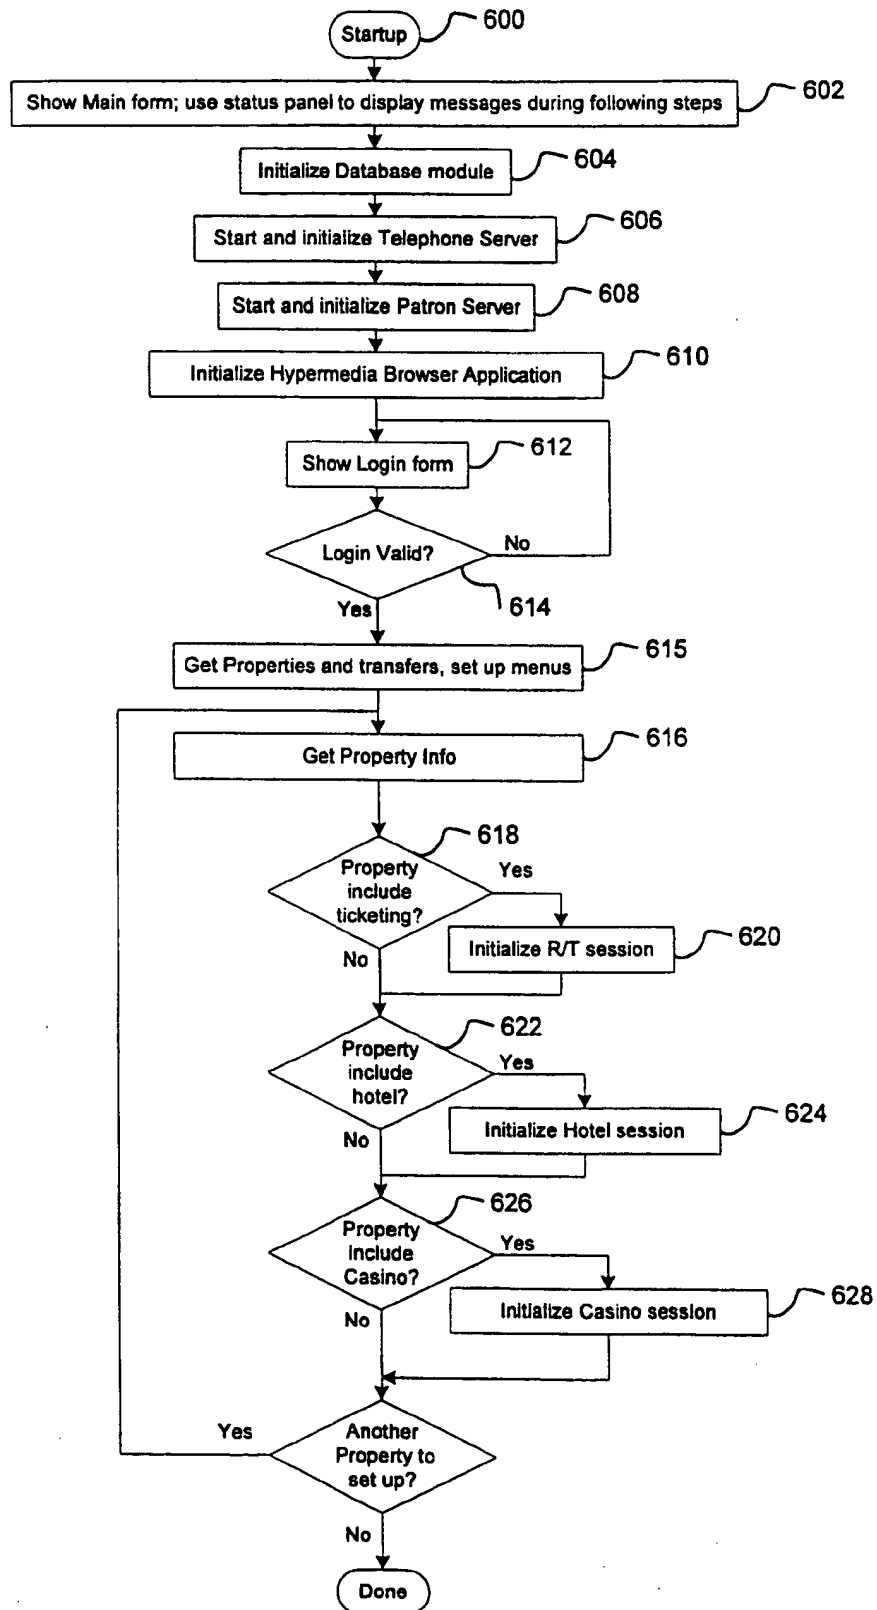 Startup
600
Show Main form; use status panel to display messages during following steps
602
Initialize Database module
604
Start and initialize Telephone Server
606
Start and initialize Patron Server
608
Initialize Hypermedia Browser Application
610
Show Login form
612
Login Valid?
No
614
Yes
Get Properties and transfers, set up menus
615
Get Property Info
616
618
Property
include
ticketing?
Yes
Initialize R/T session
620
No
622
Property
include
hotel?
Yes
Initialize Hotel session
624
No
626
Property
include
Casino?
Yes
Initialize Casino session
628
No
Another
Property to
set up?
Yes
No
Done